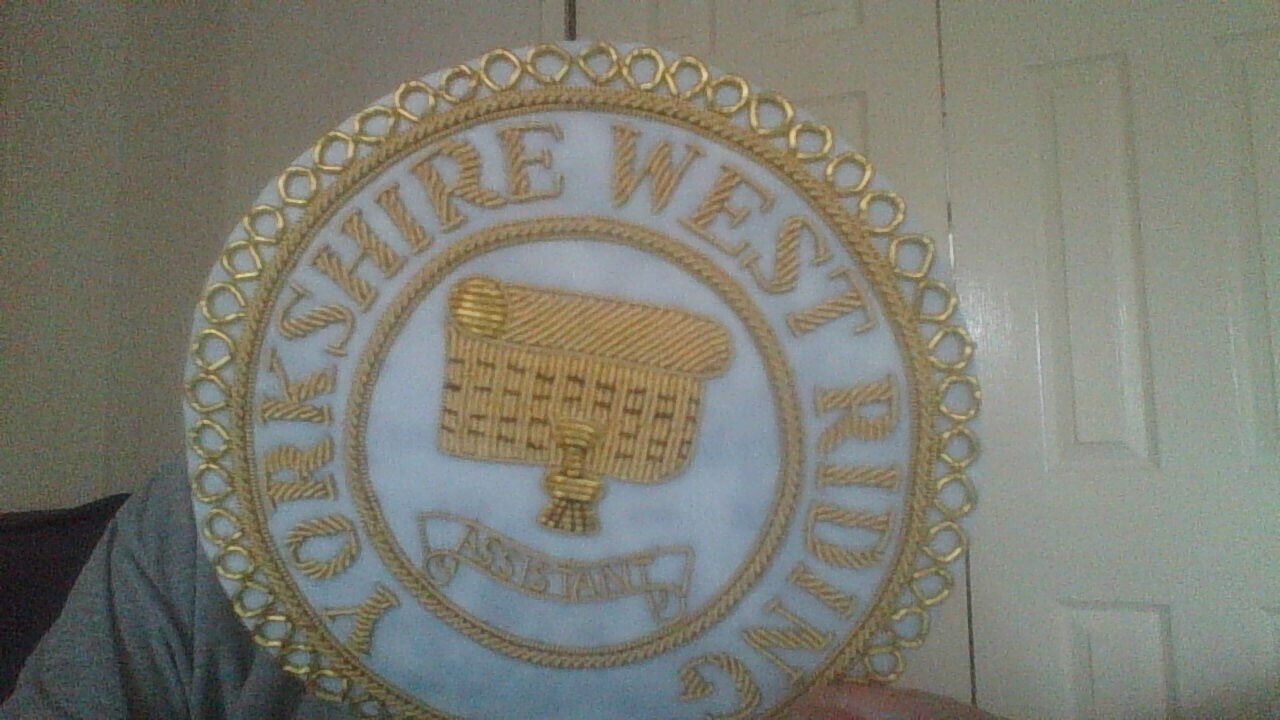 YORKSHIRE WEST RIDING
ASSISTANT